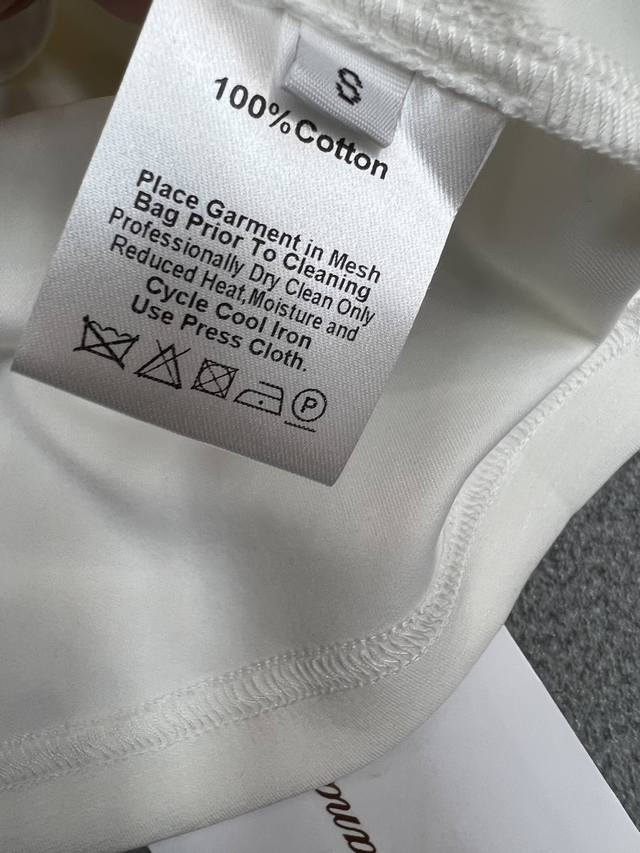 S
100%Cotton
Place Garment in Mesh
Bag Prior To Cleaning
Professionally Dry Clean Only
Reduced Heat,Moisture and
Cycle Cool Iron
Use Press Cloth.
P